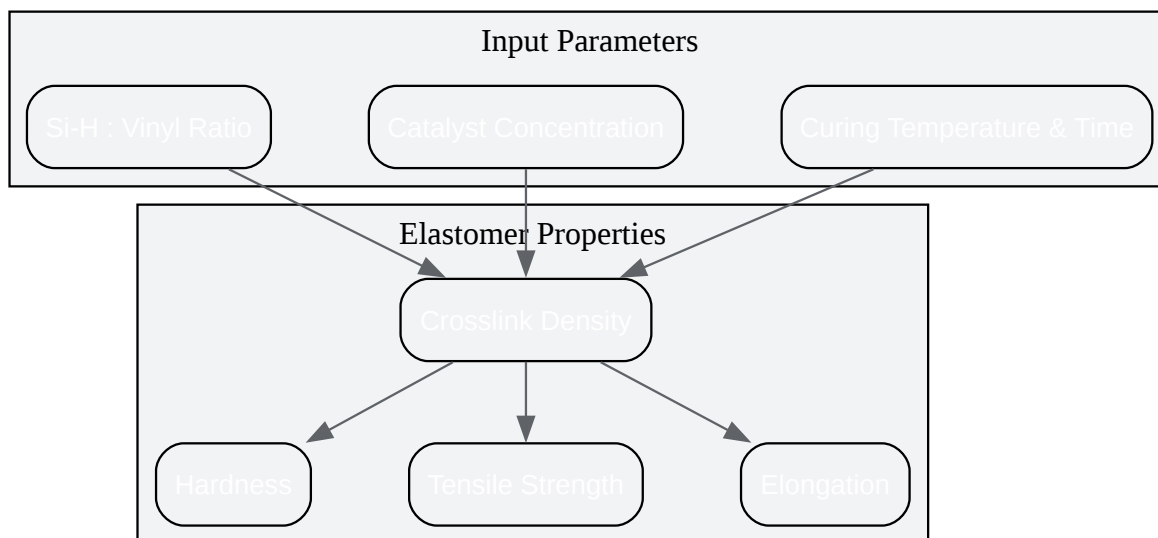 Input Parameters
Si-H : Vinyl Ratio
Catalyst Concentration
Curing Temperature & Time
Elastomer Properties
Crosslink Density
Hardness
Tensile Strength
Elongation